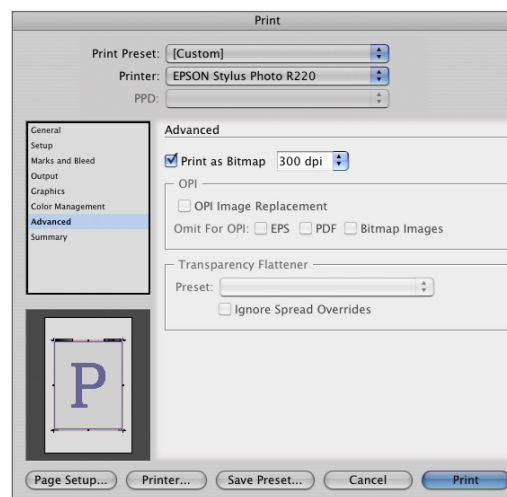 Print
Print Preset: [Custom]
Printer: EPSON Stylus Photo R220
PPD:
General
Setup
Marks and Bleed
Output
Graphics
Color Management
Advanced
Summary
Advanced
Print as Bitmap 300 dpi
OPI
OPI Image Replacement
Omit For OPI: EPS PDF Bitmap Images
Transparency Flattener
Preset:
Ignore Spread Overrides
P
Page Setup... Printer... Save Preset... Cancel Print